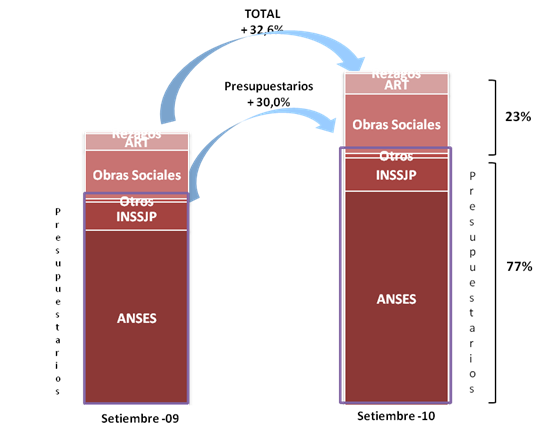 TOTAL
+ 32,6%
Presupuestarios
+ 30,0%
Rezagos
ART
Obras Sociales
Otros
INSSJP
ANSES
Presupuestarios
Setiembre -09
Rezagos
ART
Obras Sociales
Otros
INSSJP
ANSES
Presupuestarios
Setiembre -10
23%
77%